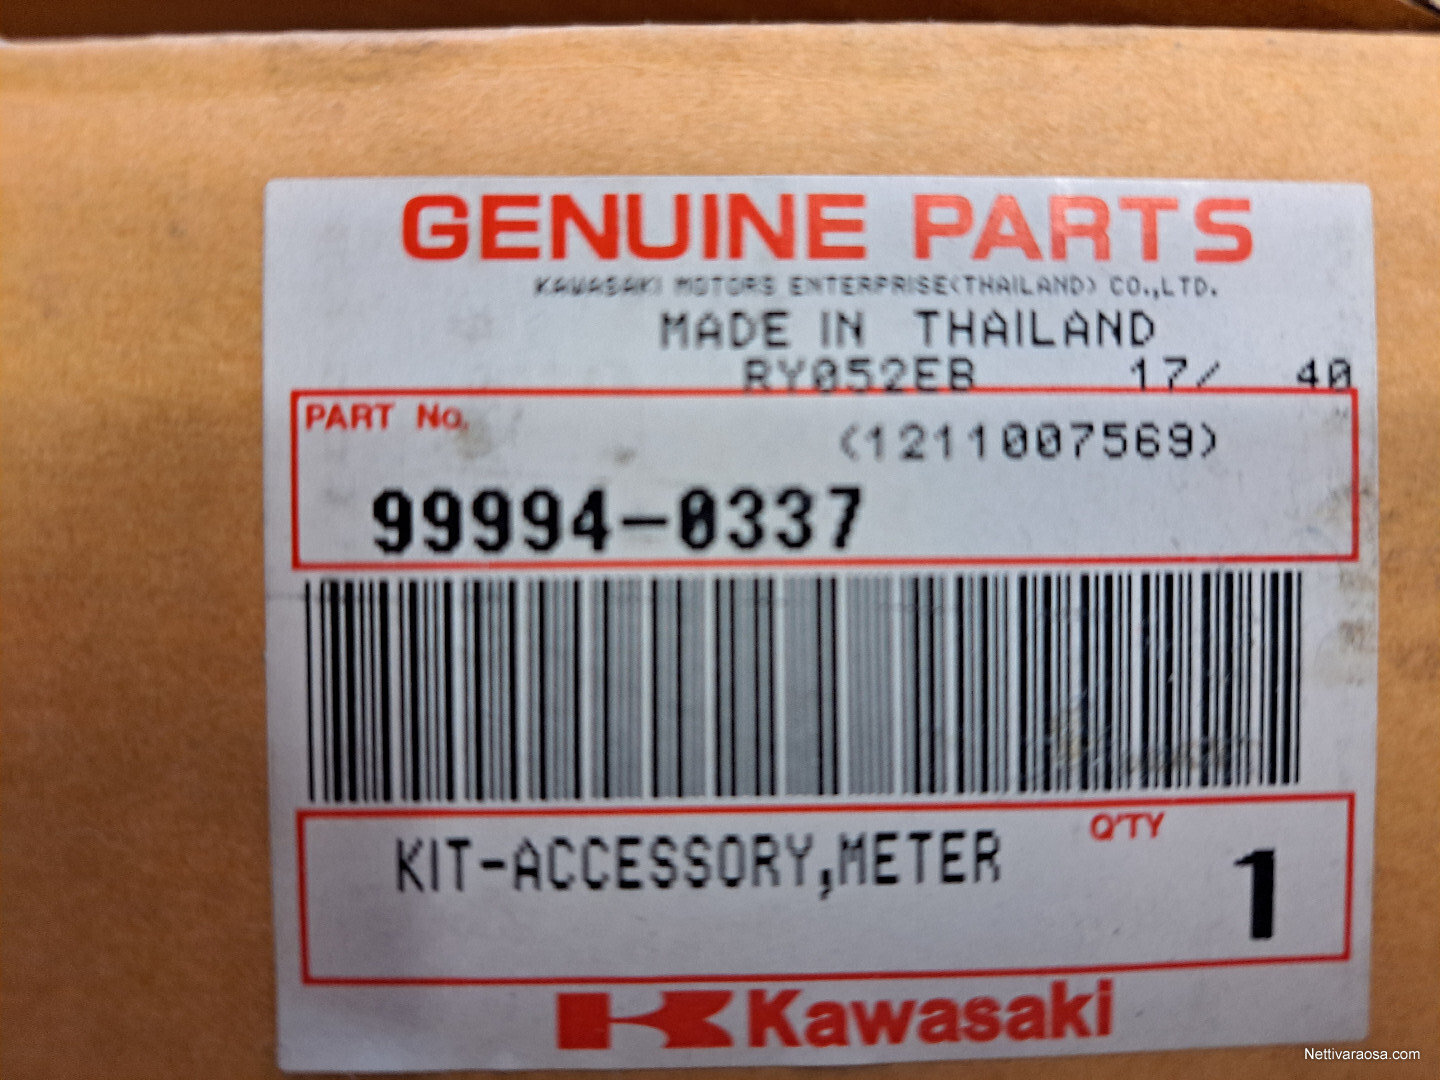 GENUINE PARTS
KAWASAKI MOTORS ENTERPRISE(THAILAND) CO.,LTD.
MADE IN THAILAND
RY052EB 17/ 40
PART No.
(1211007569)
99994-0337
KIT-ACCESSORY,METER
Q'TY
1
Kawasaki
Nettivaraosa.com